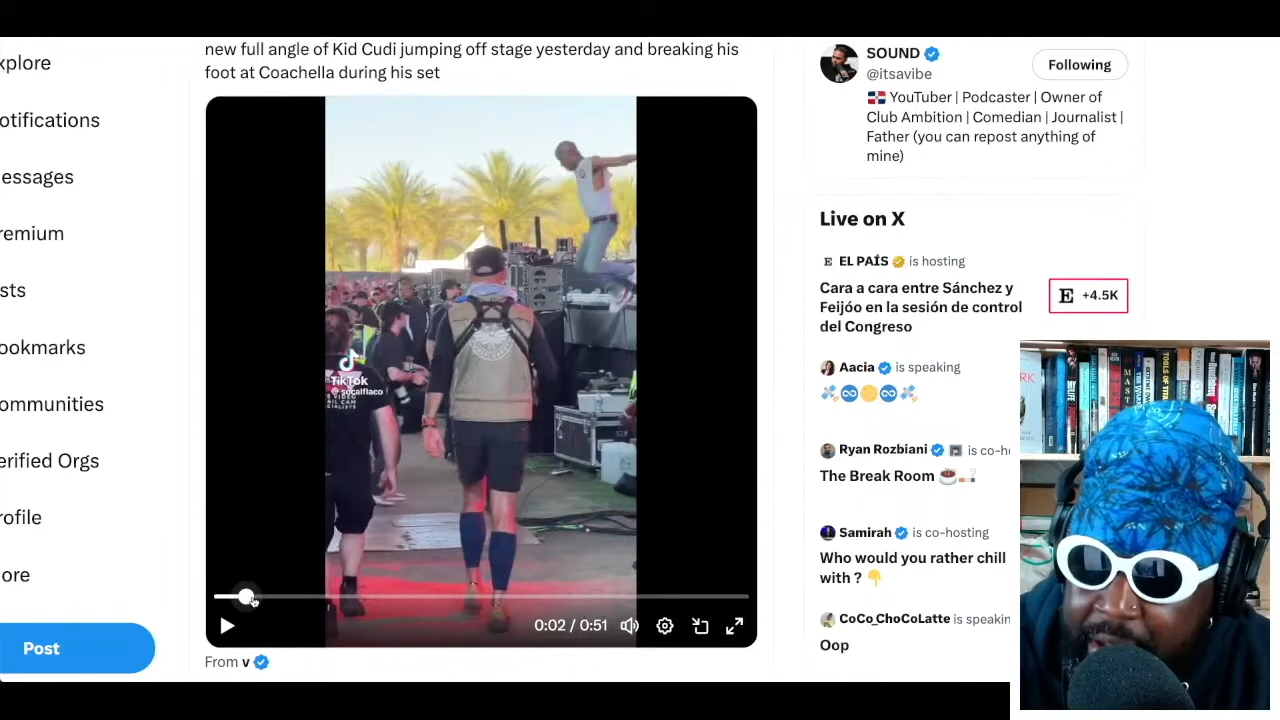 xplore
otifications
essages
remium
sts
ookmarks
ommunities
erified Orgs
rofile
ore
Post
new full angle of Kid Cudi jumping off stage yesterday and breaking his
foot at Coachella during his set
TikTok
@socalfiaco
0:02 / 0:51
From v
SOUND
@itsavibe
Following
🇩🇴 YouTuber | Podcaster | Owner of
Club Ambition | Comedian | Journalist |
Father (you can repost anything of
mine)
Live on X
E EL PAÍS is hosting
Cara a cara entre Sánchez y
Feijóo en la sesión de control
del Congreso
E +4.5K
Aacia is speaking
🛰️♾️🌕♾️🛰️
Ryan Rozbiani is co-h
The Break Room ☕🚬
Samirah is co-hosting
Who would you rather chill
with ? 👇
CoCo_ChoCoLatte is speakin
Oop